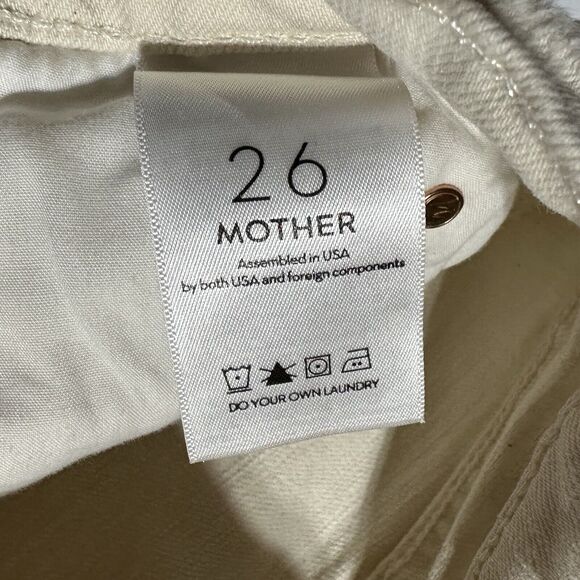 26
MOTHER
Assembled in USA
by both USA and foreign components
DO YOUR OWN LAUNDRY